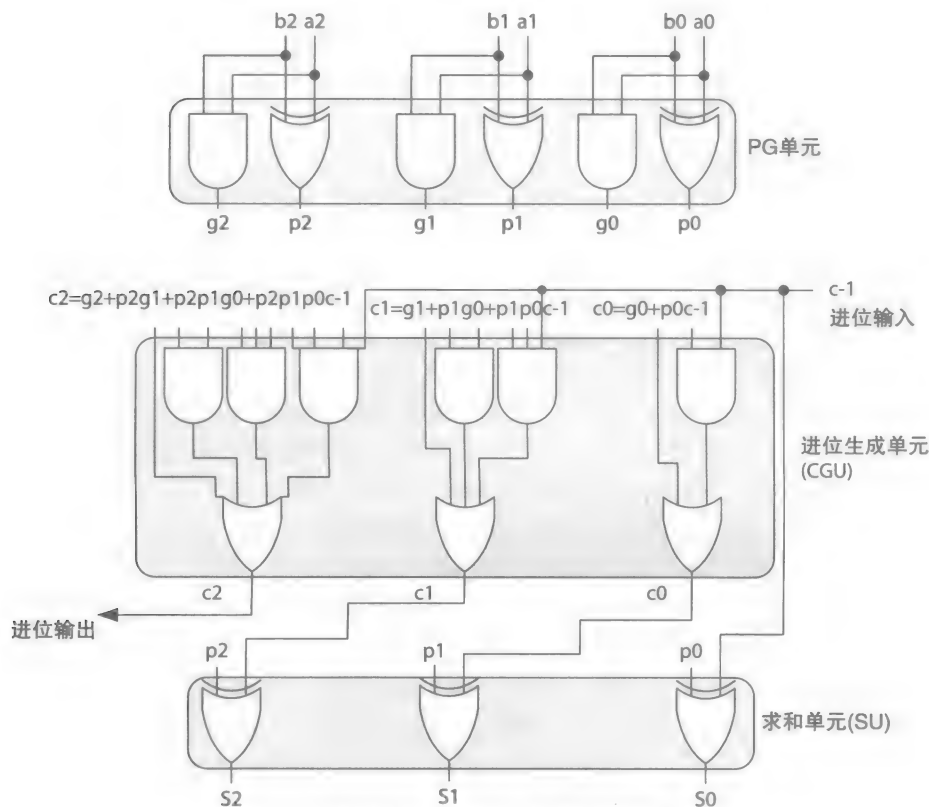 b2 a2
b1 a1
b0 a0
PG单元
g2
p2
g1
p1
g0
p0
c2=g2+p2g1+p2p1g0+p2p1p0c-1
c1=g1+p1g0+p1p0c-1
c0=g0+p0c-1
c-1
进位输入
进位生成单元
(CGU)
c2
c1
c0
进位输出
p2
p1
p0
求和单元(SU)
S2
S1
S0